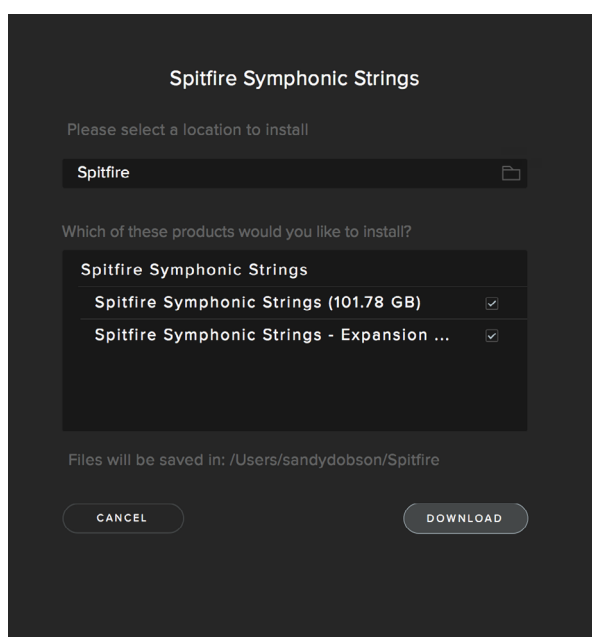 Spitfire Symphonic Strings
Please select a location to install
Spitfire
Which of these products would you like to install?
Spitfire Symphonic Strings
Spitfire Symphonic Strings (101.78 GB)
Spitfire Symphonic Strings - Expansion ...
Files will be saved in: /Users/sandydobson/Spitfire
CANCEL
DOWNLOAD